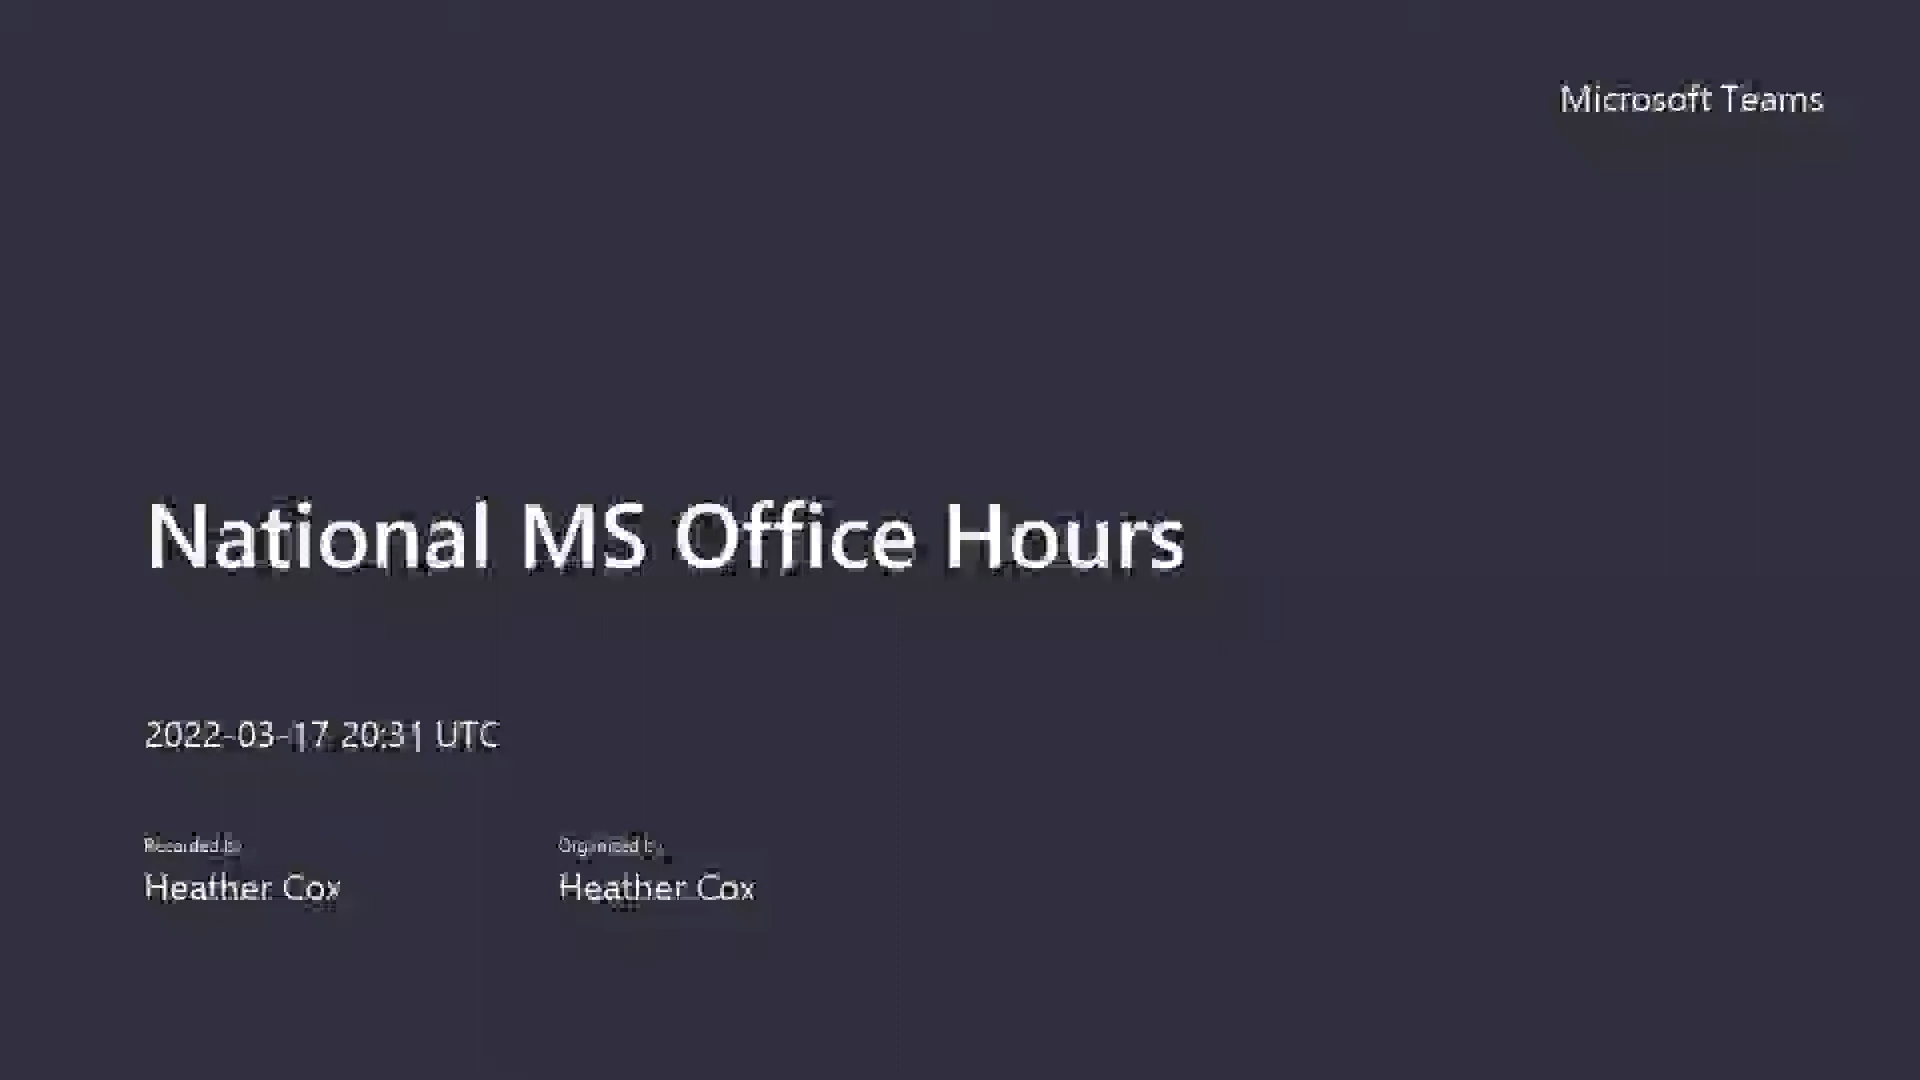 Microsoft Teams
National MS Office Hours
2022-03-17 20:31 UTC
Recorded by
Organized by
Heather Cox
Heather Cox